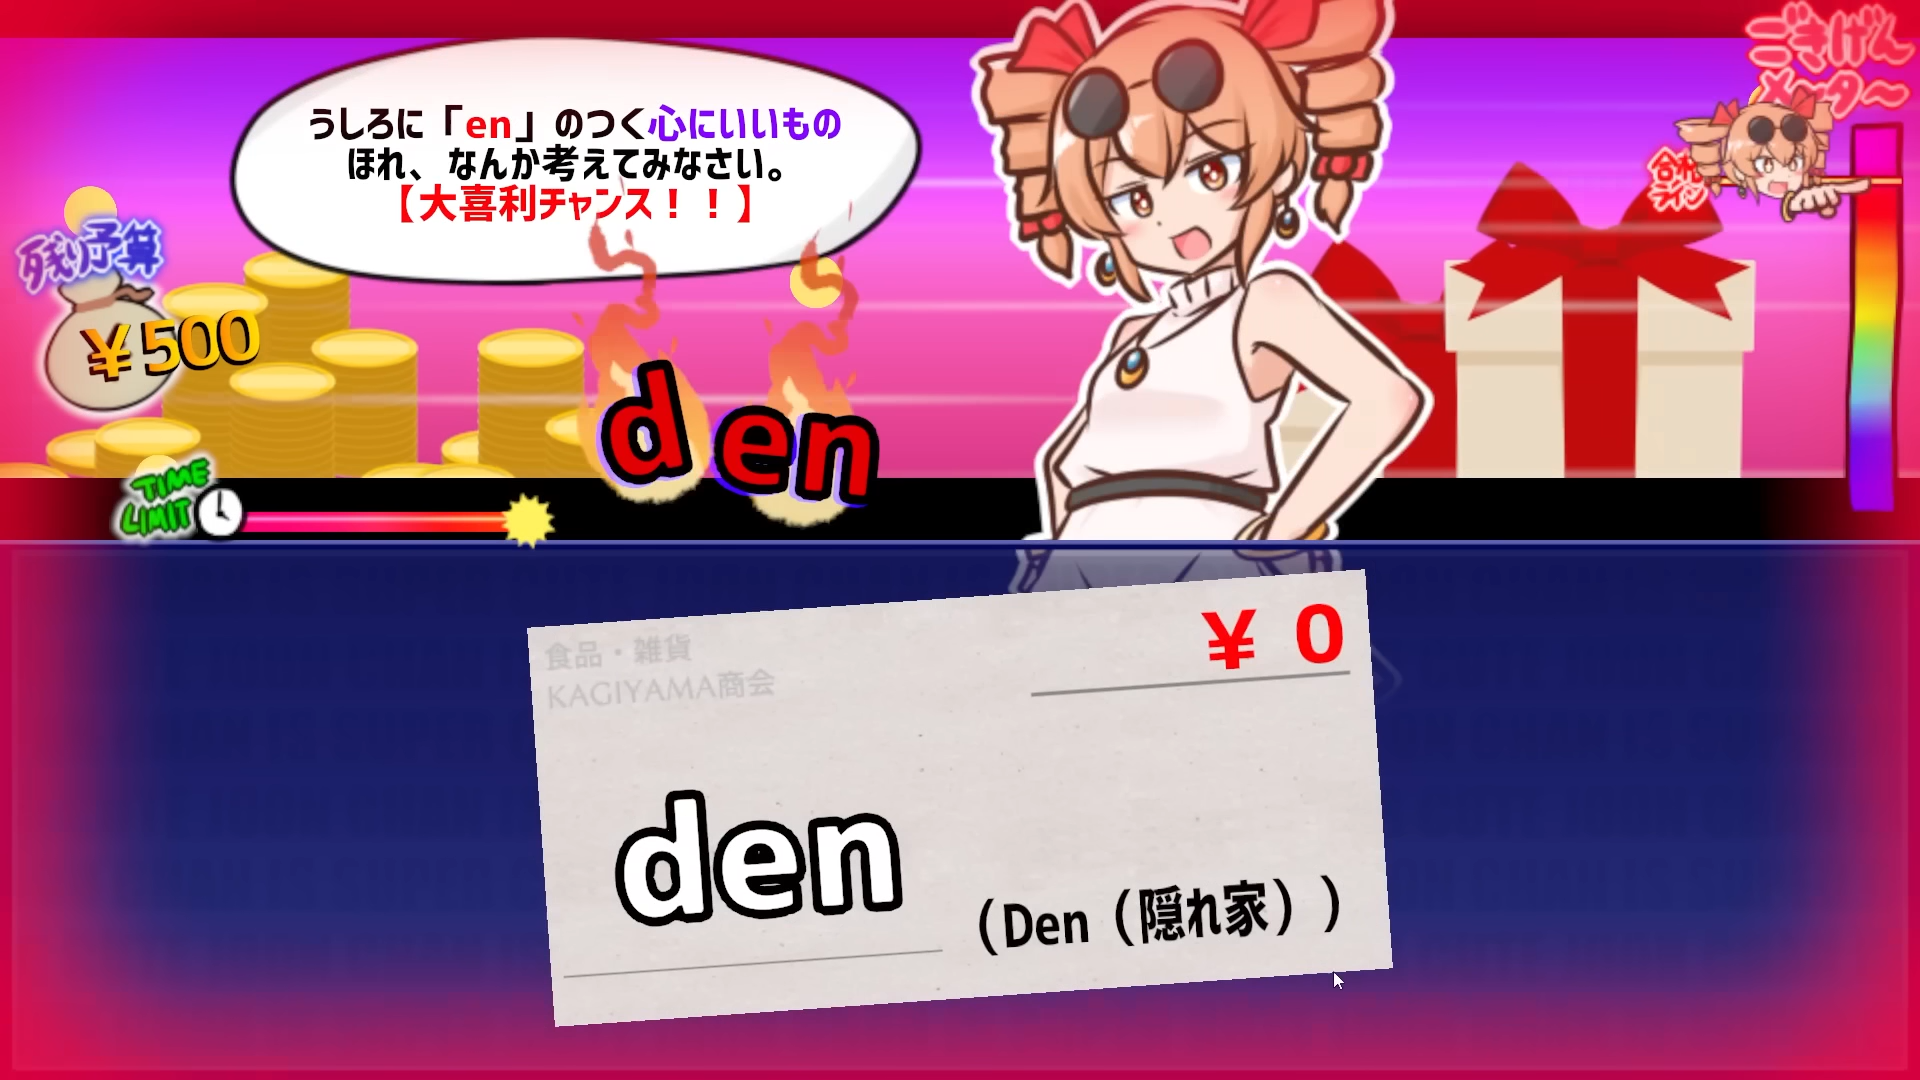 うしろに「en」のつく心にいいもの
ほれ、なんか考えてみなさい。
【大喜利チャンス！！】
ごきげん
メ〜タ〜
合格
ライン
残り予算
¥500
den
TIME
LIMIT
食品・雑貨
KAGIYAMA商会
¥ 0
den
（Den（隠れ家））